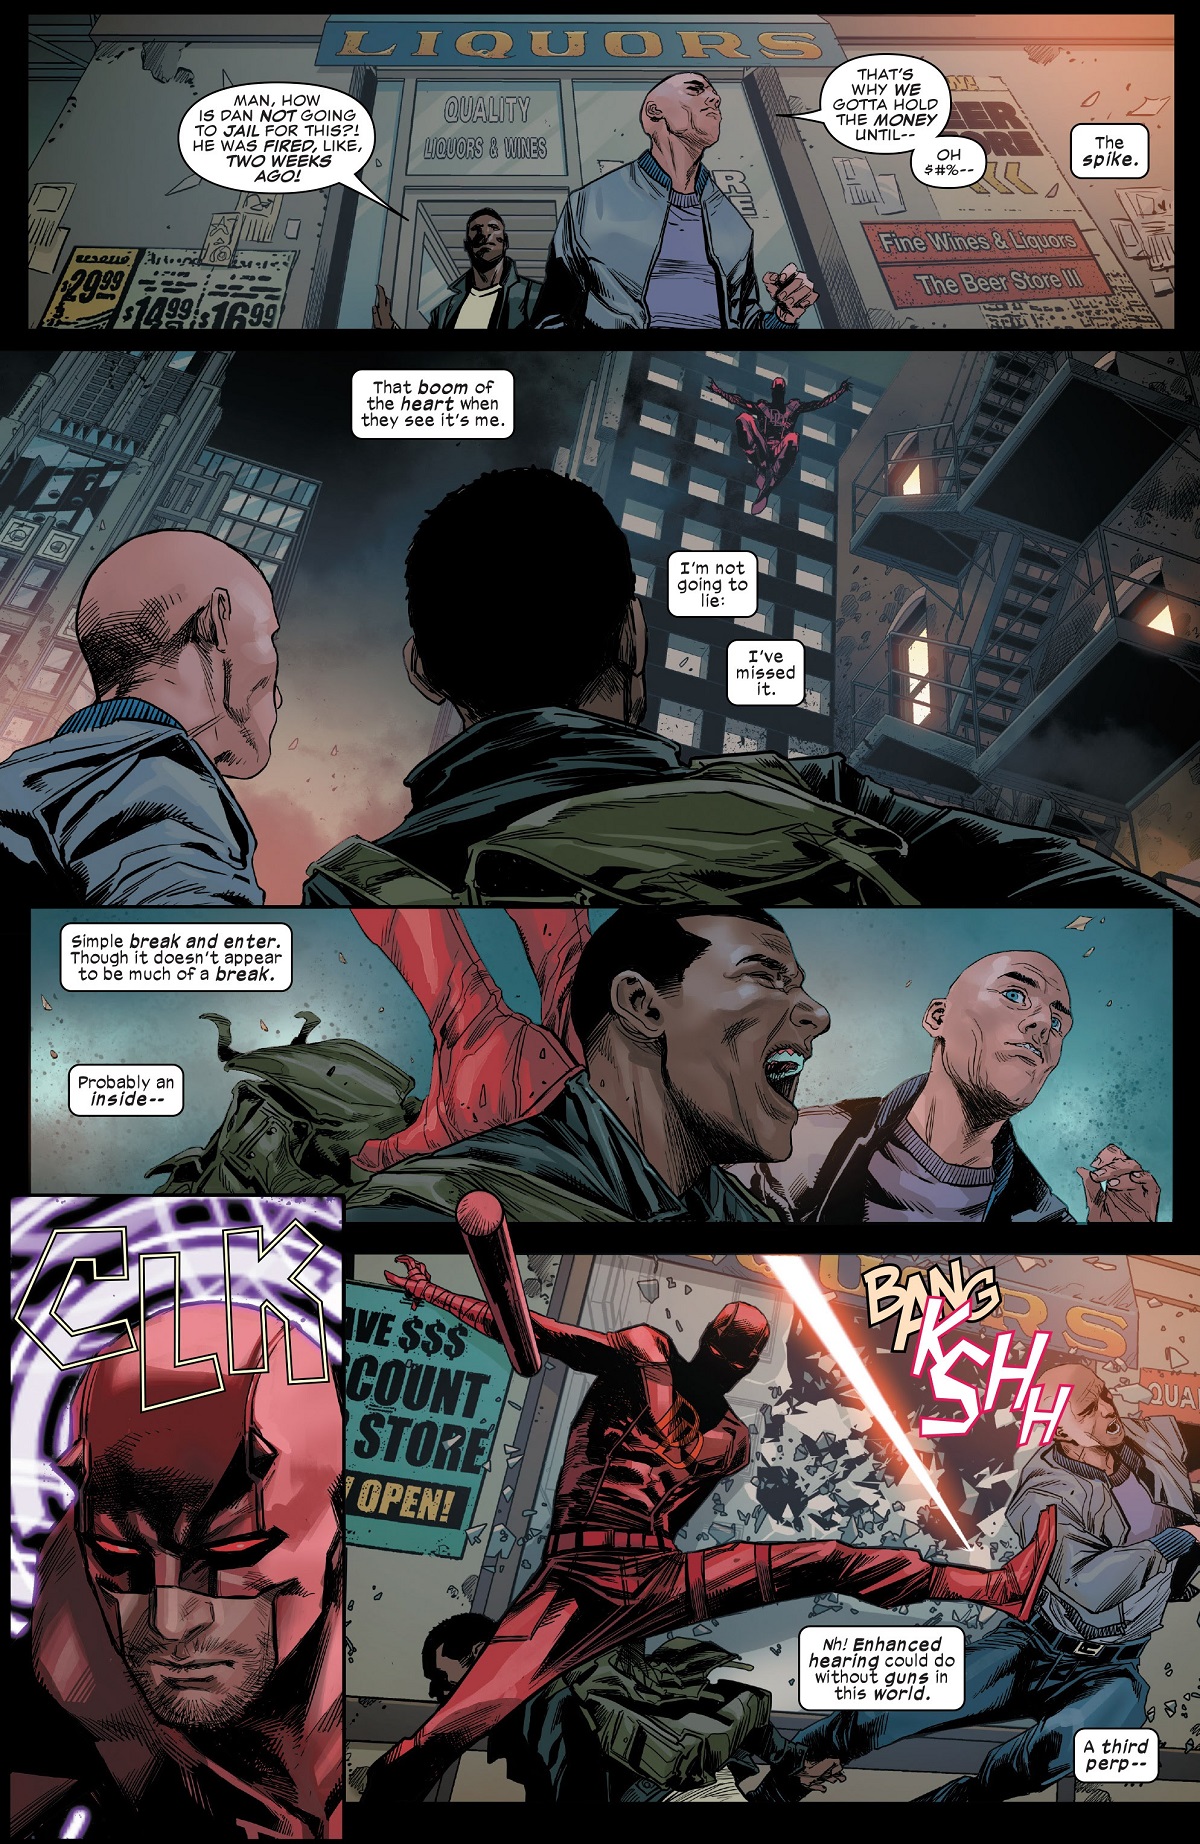 LIQUORS
QUALITY
LIQUORS & WINES
MAN, HOW
IS DAN NOT GOING
TO JAIL FOR THIS?!
HE WAS FIRED, LIKE,
TWO WEEKS
AGO!
THAT'S
WHY WE
GOTTA HOLD
THE MONEY
UNTIL--
OH
$#%--
The
spike.
Fine Wines & Liquors
The Beer Store III
$29.99
$14.99
$16.99
That boom of
the heart when
they see it's me.
I'm not
going to
lie:
I've
missed
it.
Simple break and enter.
Though it doesn't appear
to be much of a break.
Probably an
inside--
CLK
AVE $$$
COUNT
STORE
OPEN!
UORS
BANG
KSHH
QUA
Nh! Enhanced
hearing could do
without guns in
this world.
A third
perp--